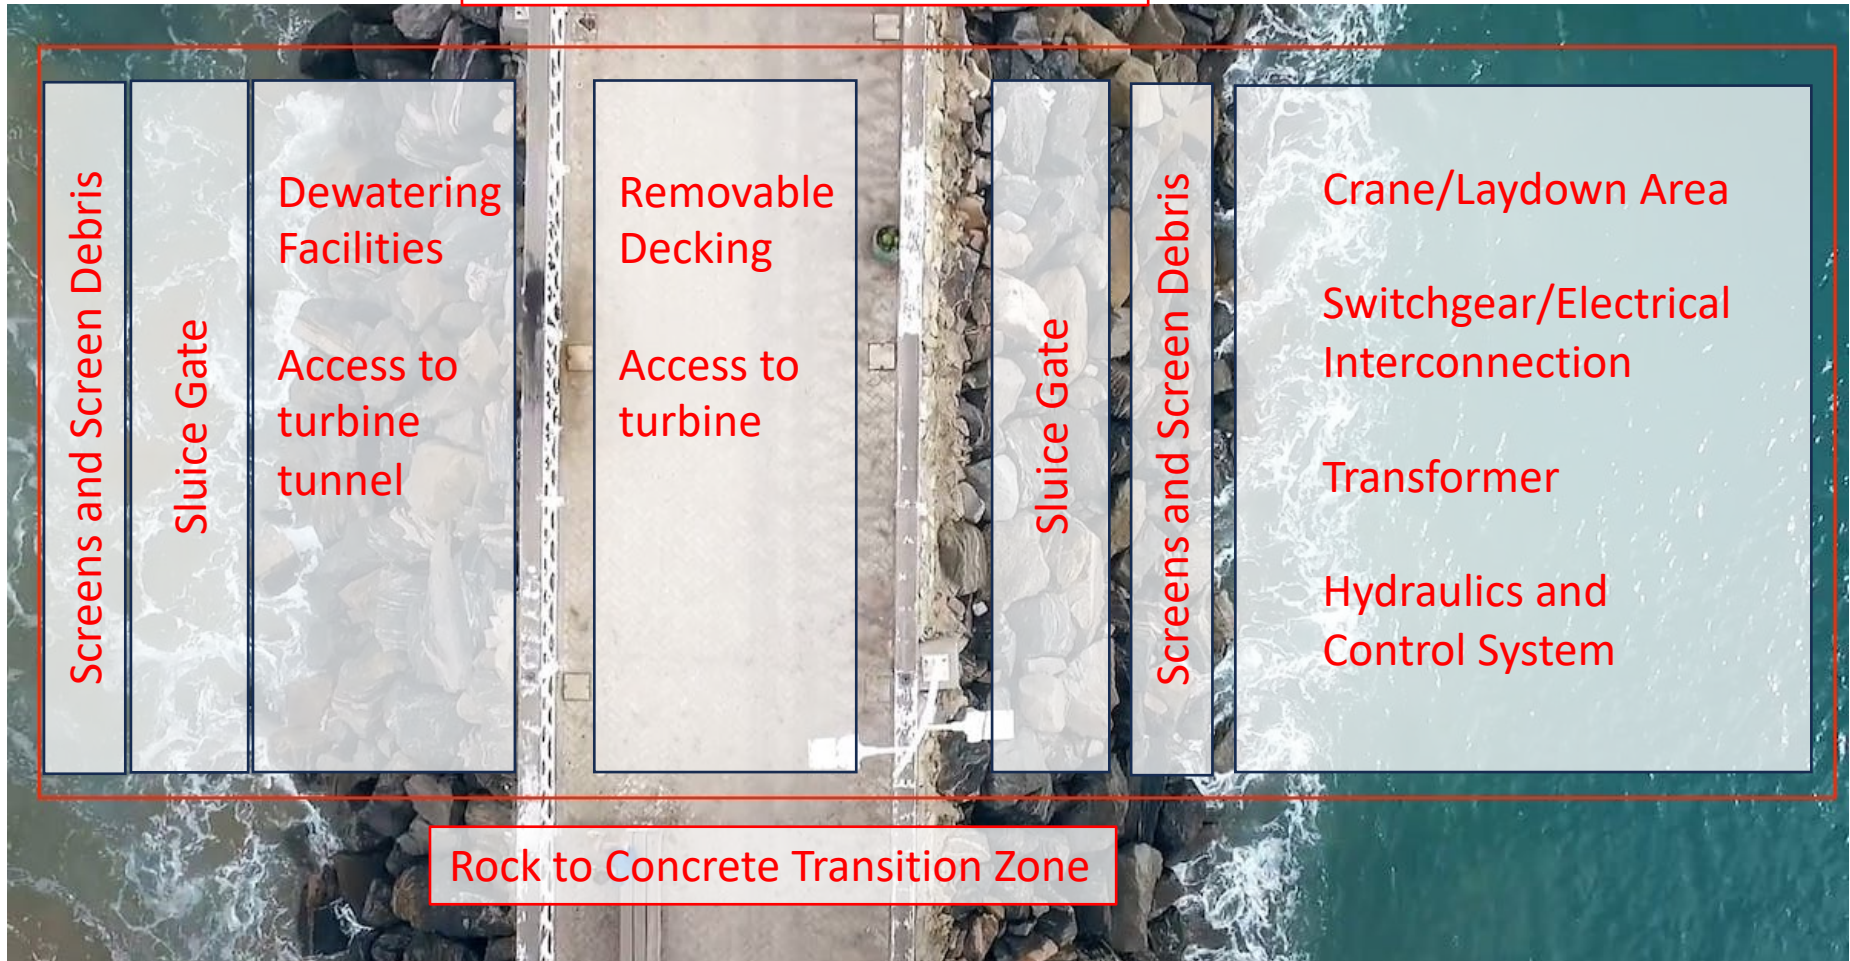 Screens and Screen Debris
Sluice Gate
Dewatering
Facilities
Access to
turbine
tunnel
Removable
Decking
Access to
turbine
Sluice Gate
Screens and Screen Debris
Crane/Laydown Area
Switchgear/Electrical
Interconnection
Transformer
Hydraulics and
Control System
Rock to Concrete Transition Zone